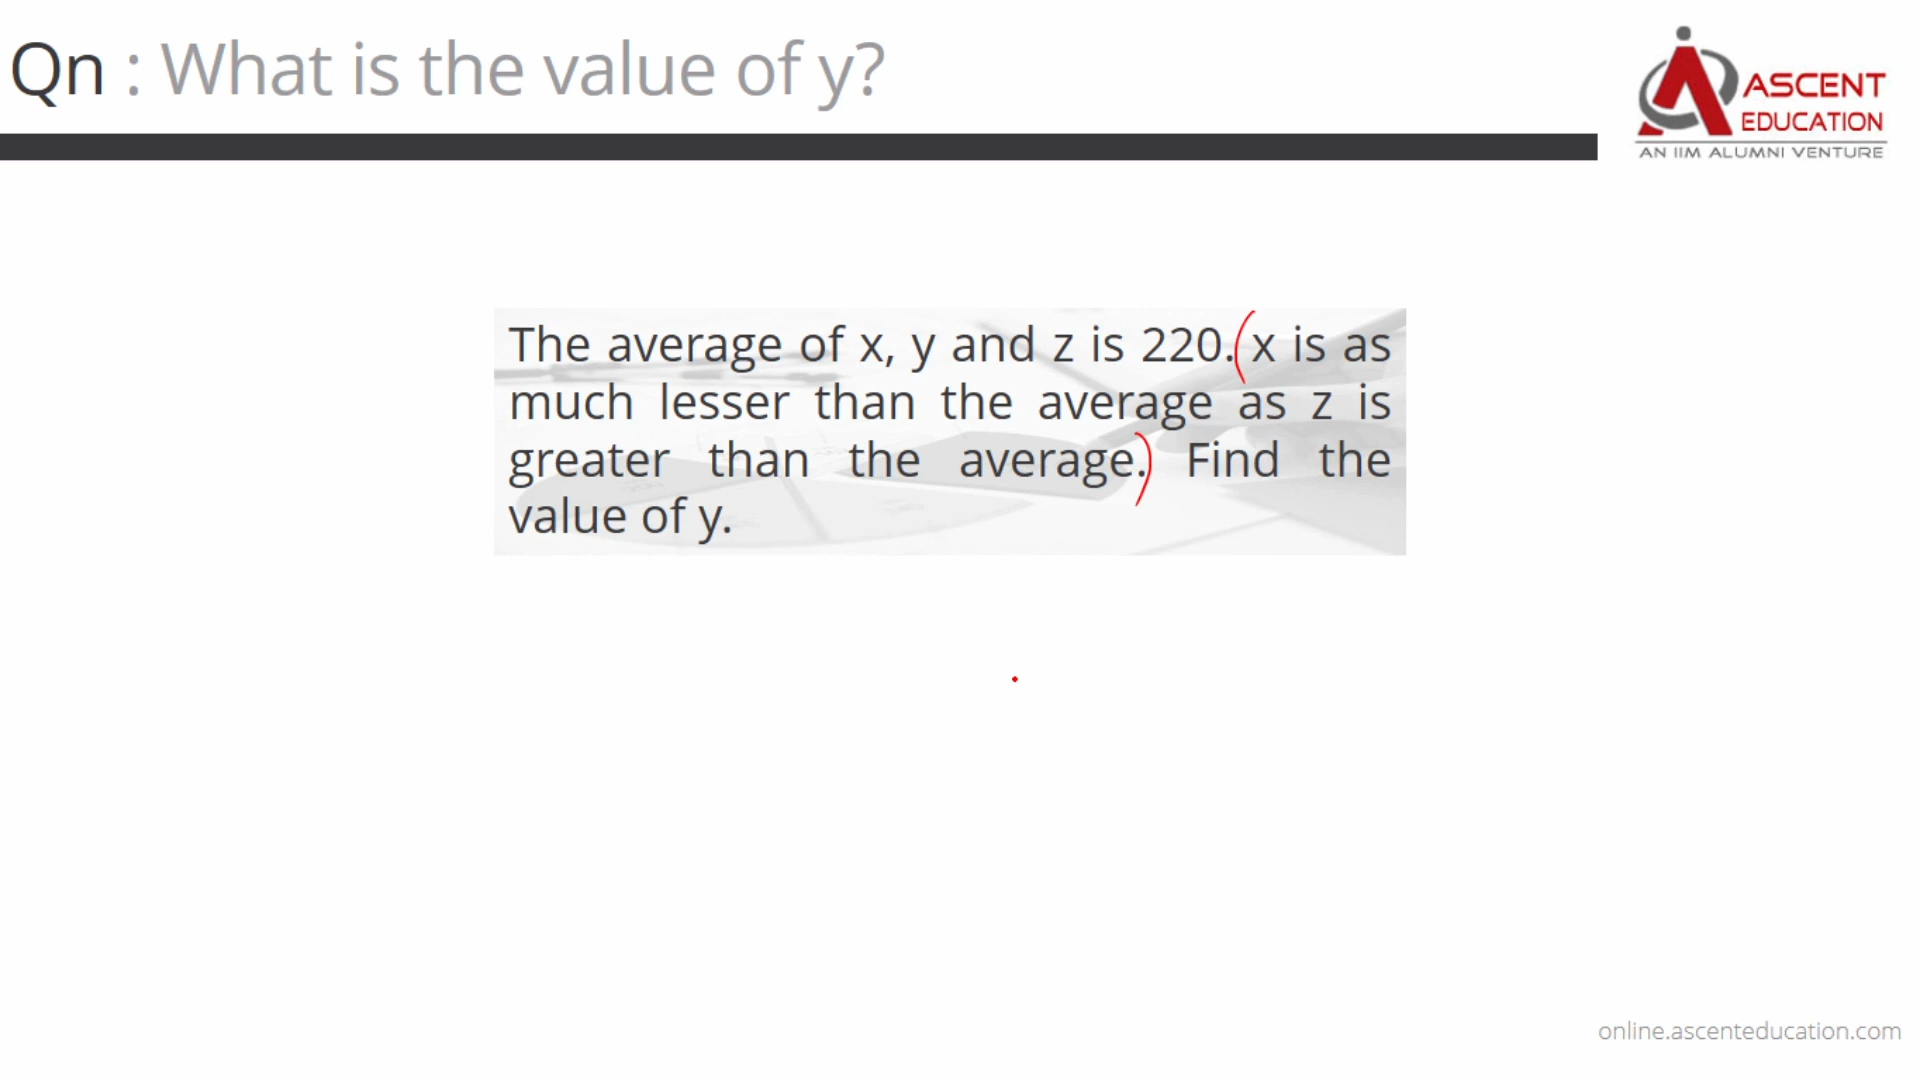 Qn : What is the value of y?
ASCENT
EDUCATION
AN IIM ALUMNI VENTURE
The average of x, y and z is 220. (x is as
much lesser than the average as z is
greater than the average.) Find the
value of y.
online.ascenteducation.com